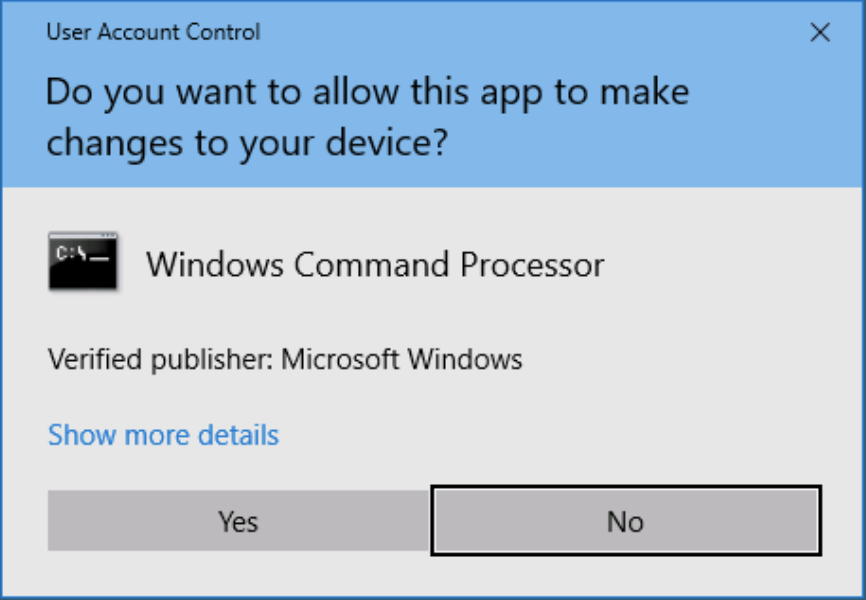 User Account Control
Do you want to allow this app to make
changes to your device?
C:\_
Windows Command Processor
Verified publisher: Microsoft Windows
Show more details
Yes
No